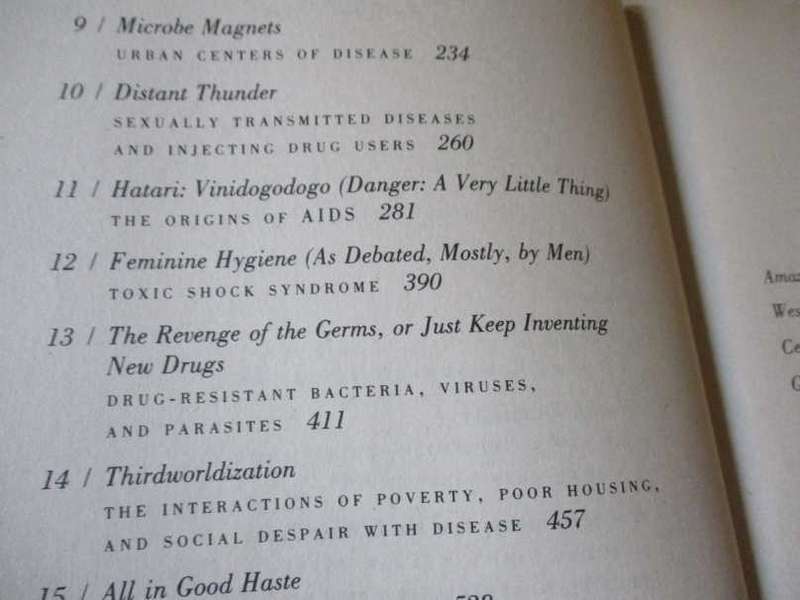 9 / Microbe Magnets
URBAN CENTERS OF DISEASE 234
10 / Distant Thunder
SEXUALLY TRANSMITTED DISEASES
AND INJECTING DRUG USERS 260
11 / Hatari: Vinidogodogo (Danger: A Very Little Thing)
THE ORIGINS OF AIDS 281
12 / Feminine Hygiene (As Debated, Mostly, by Men)
TOXIC SHOCK SYNDROME 390
13 / The Revenge of the Germs, or Just Keep Inventing
New Drugs
DRUG-RESISTANT BACTERIA, VIRUSES,
AND PARASITES 411
14 / Thirdworldization
THE INTERACTIONS OF POVERTY, POOR HOUSING,
AND SOCIAL DESPAIR WITH DISEASE 457
15 / All in Good Haste